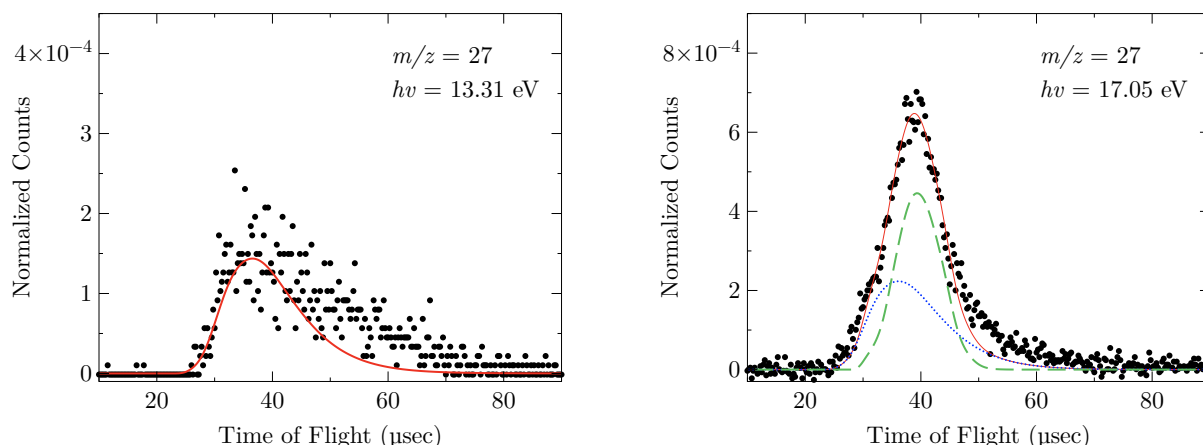 4×10⁻⁴
3
2
1
0
Normalized Counts
m/z = 27
hν = 13.31 eV
20 40 60 80
Time of Flight (μsec)
8×10⁻⁴
6
4
2
0
Normalized Counts
m/z = 27
hν = 17.05 eV
20 40 60 80
Time of Flight (μsec)